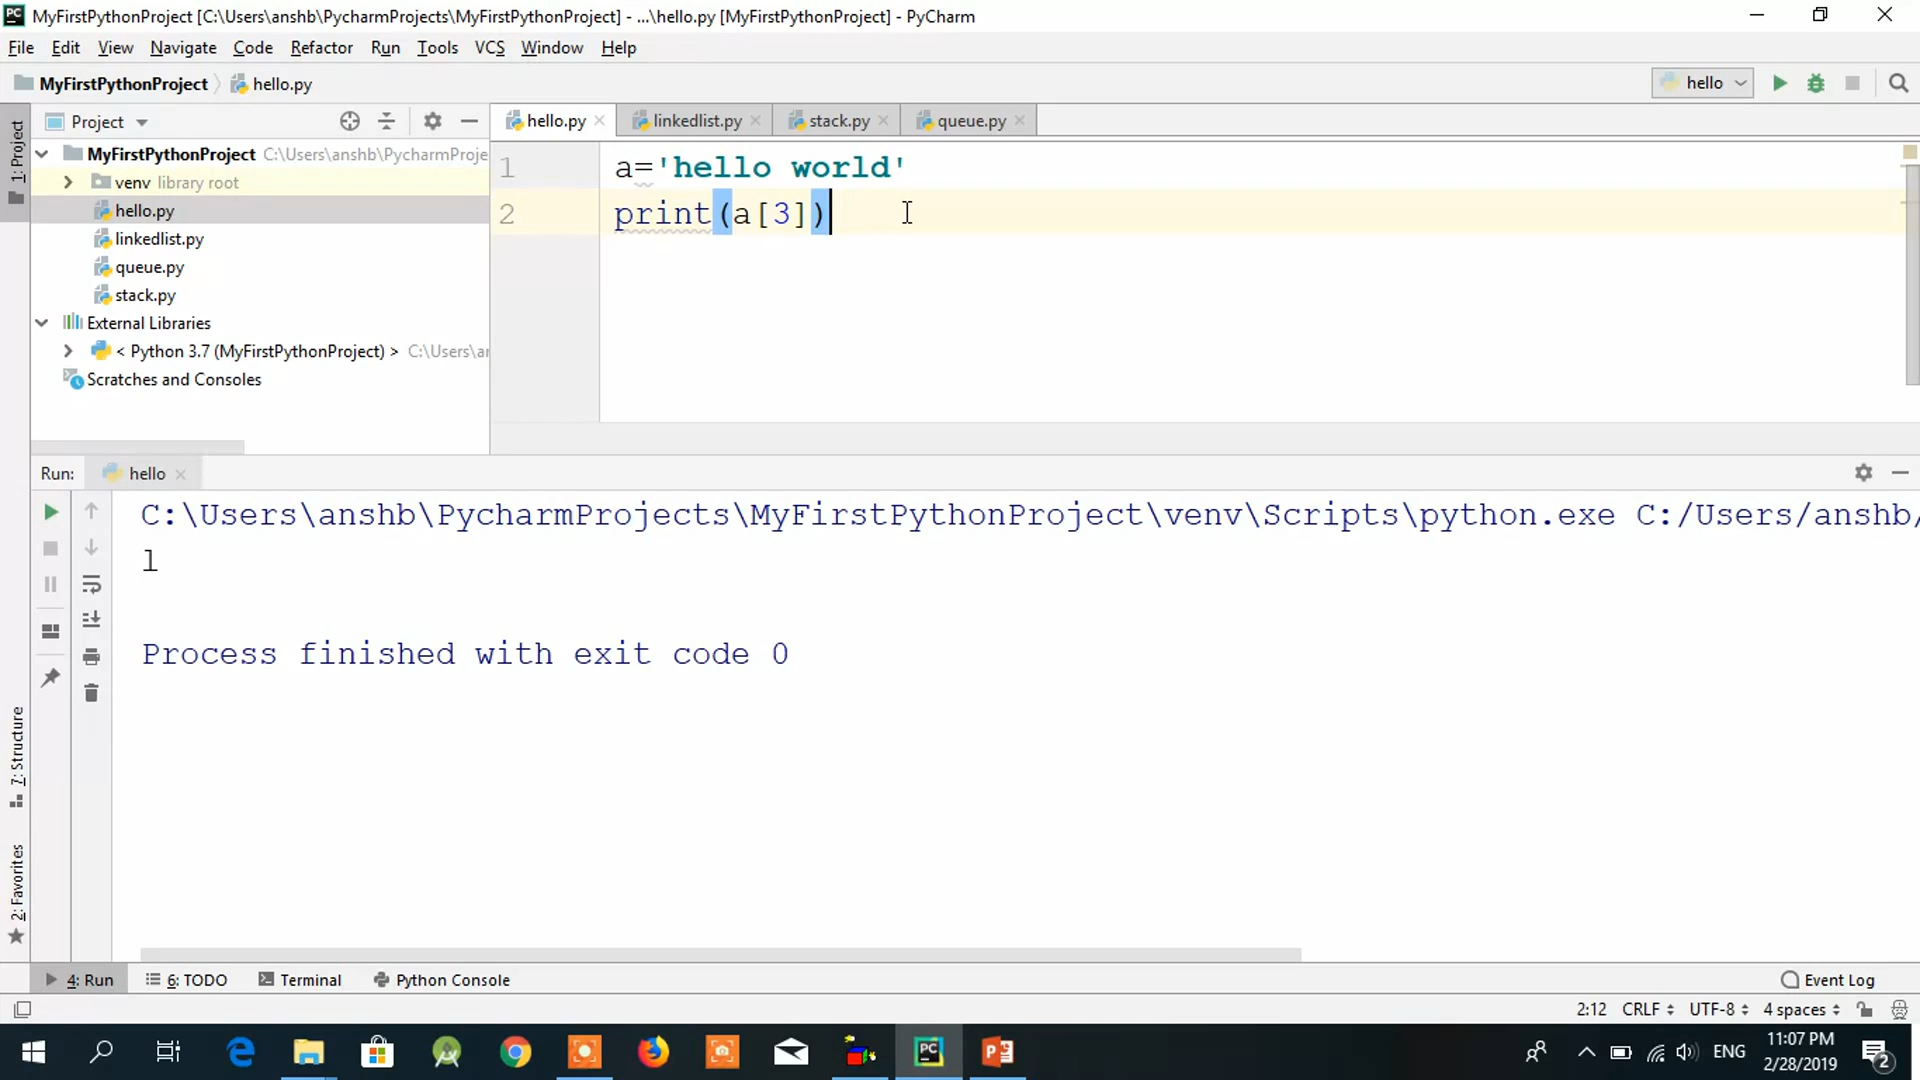 MyFirstPythonProject [C:\Users\anshb\PycharmProjects\MyFirstPythonProject] - ...\hello.py [MyFirstPythonProject] - PyCharm
File Edit View Navigate Code Refactor Run Tools VCS Window Help
MyFirstPythonProject hello.py hello
1: Project
Project
MyFirstPythonProject C:\Users\anshb\PycharmProje
venv library root
hello.py
linkedlist.py
queue.py
stack.py
External Libraries
< Python 3.7 (MyFirstPythonProject) > C:\Users\an
Scratches and Consoles
hello.py linkedlist.py stack.py queue.py
1 a='hello world'
2 print(a[3])
Run: hello
C:\Users\anshb\PycharmProjects\MyFirstPythonProject\venv\Scripts\python.exe C:/Users/anshb/
l
Process finished with exit code 0
7: Structure
2: Favorites
4: Run 6: TODO Terminal Python Console Event Log
2:12 CRLF UTF-8 4 spaces
ENG 11:07 PM
2/28/2019 2